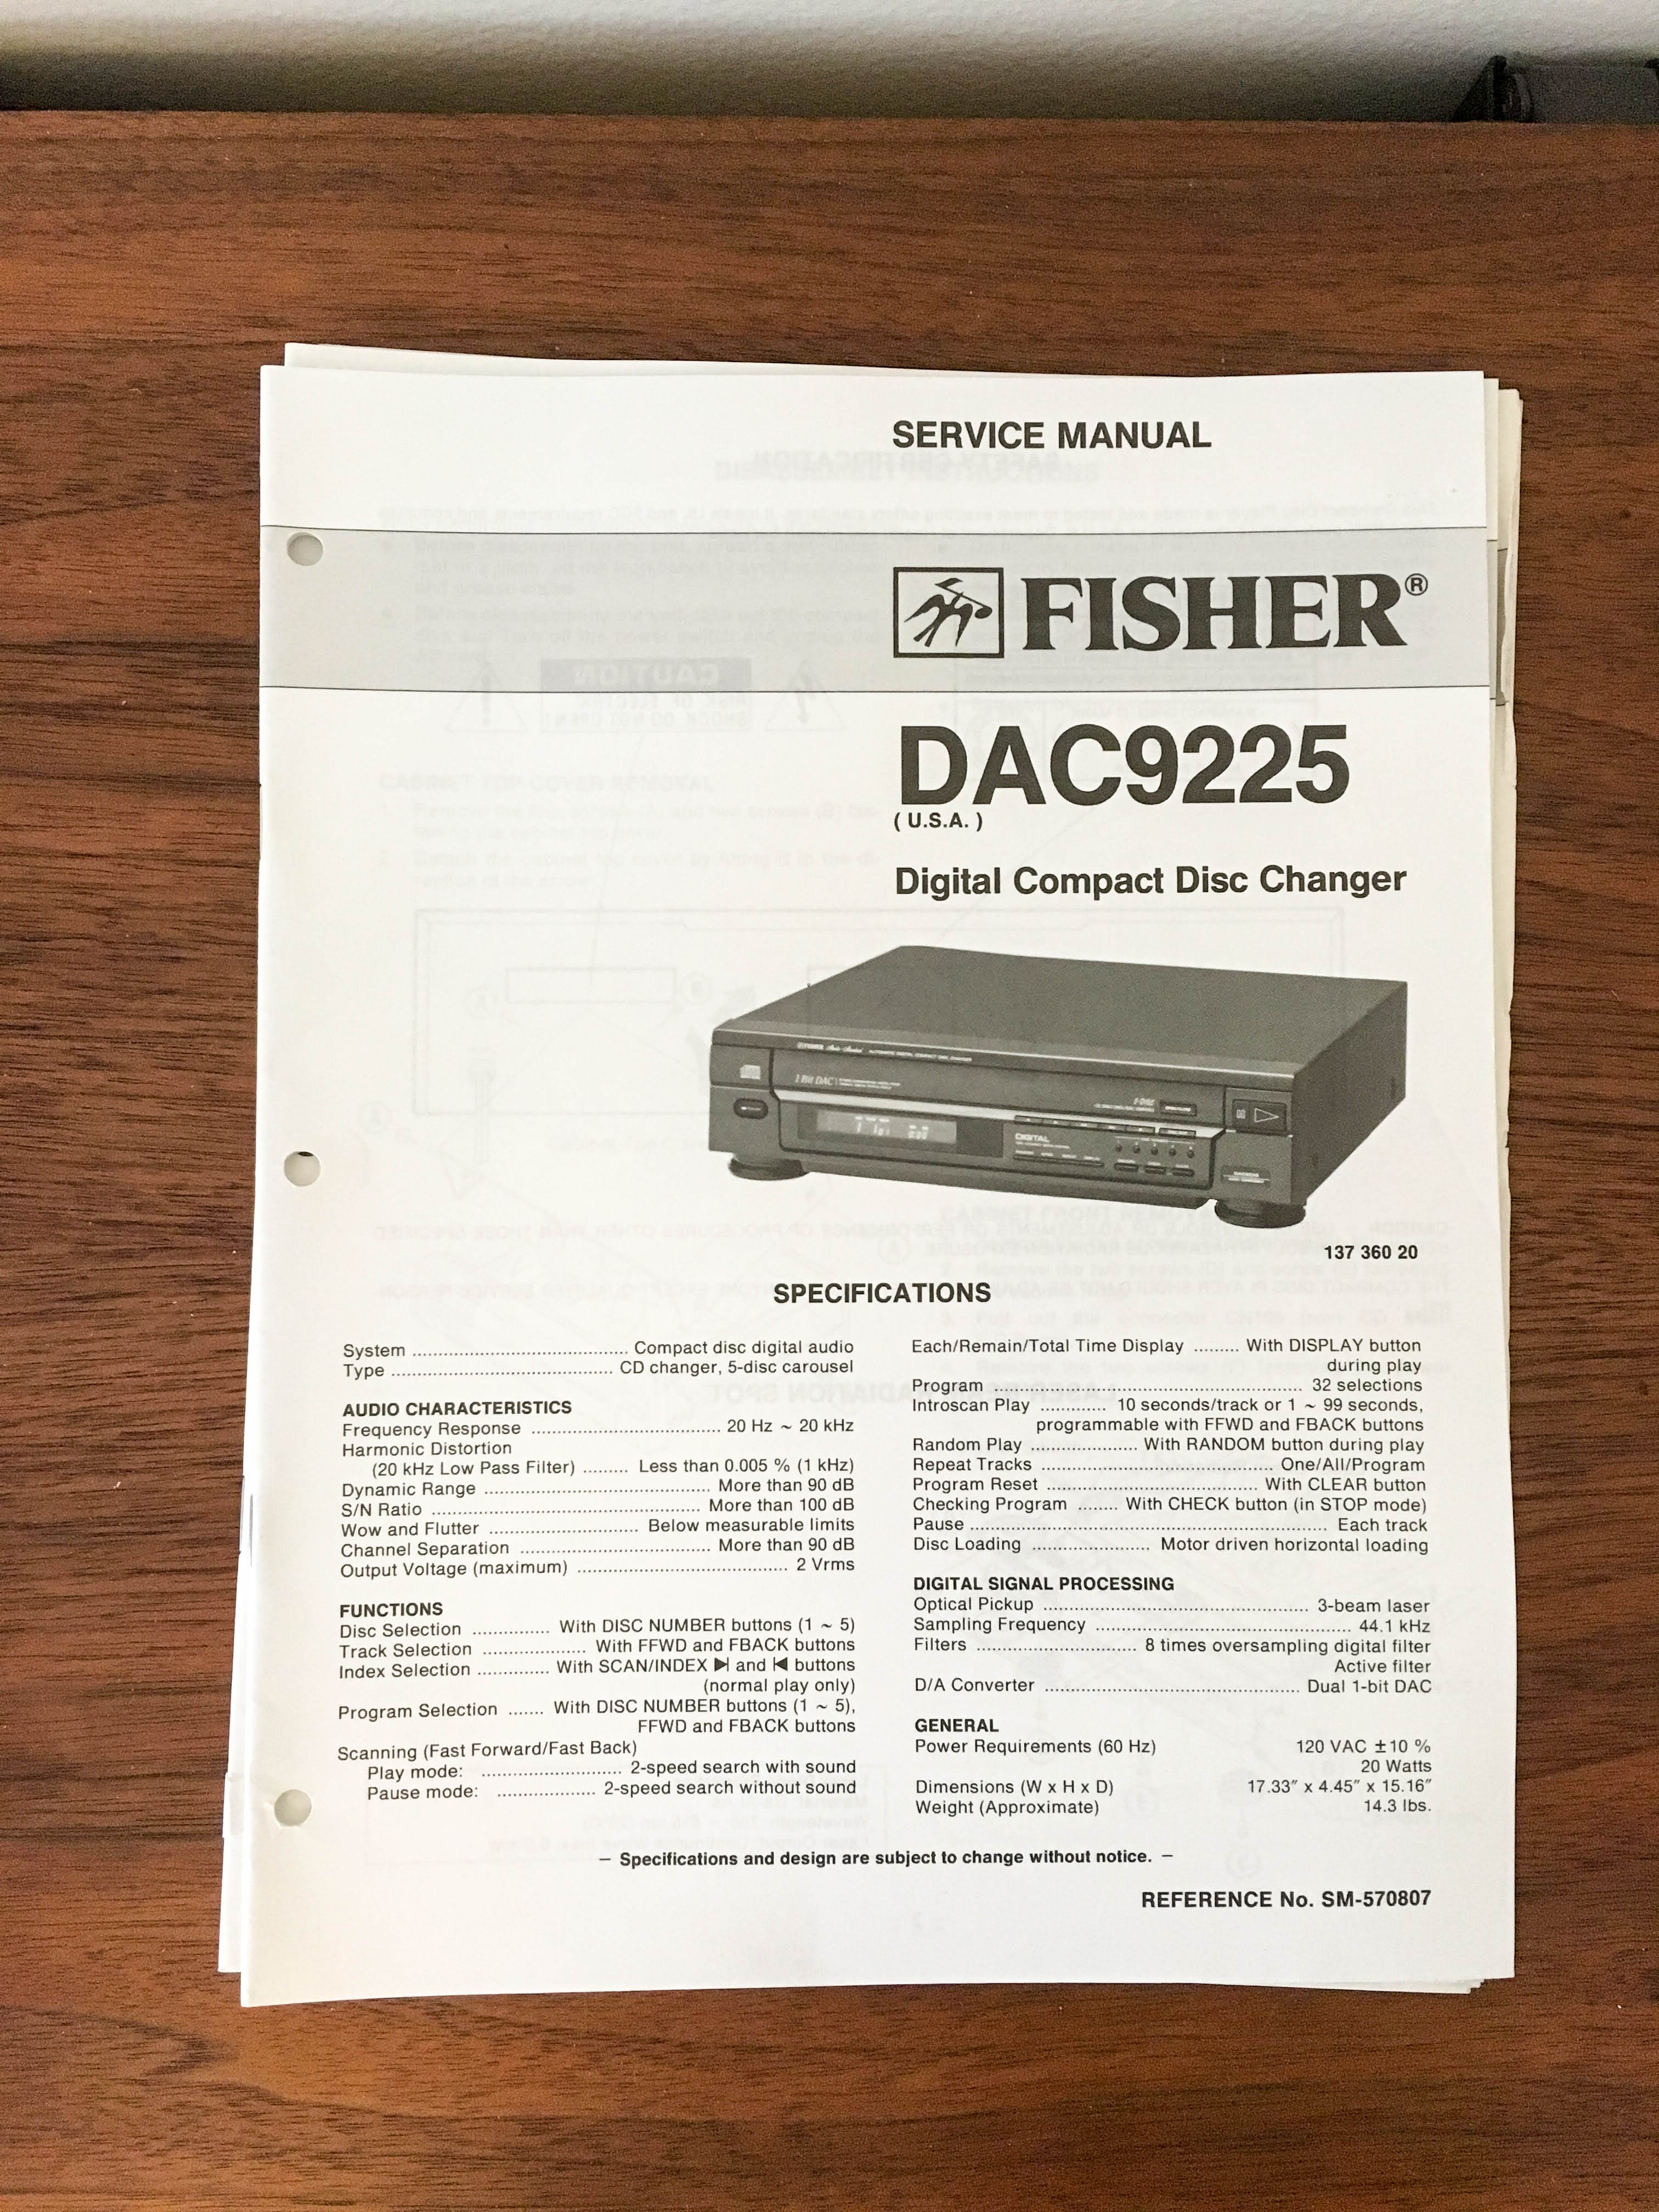 SERVICE MANUAL
FISHER®
DAC9225
( U.S.A. )
Digital Compact Disc Changer
1 Bit DAC
DIGITAL
137 360 20
SPECIFICATIONS
System .................................... Compact disc digital audio
Type ..................................... CD changer, 5-disc carousel
AUDIO CHARACTERISTICS
Frequency Response ................................... 20 Hz ~ 20 kHz
Harmonic Distortion
(20 kHz Low Pass Filter) ......... Less than 0.005 % (1 kHz)
Dynamic Range .......................................... More than 90 dB
S/N Ratio .................................................. More than 100 dB
Wow and Flutter ............................ Below measurable limits
Channel Separation ................................... More than 90 dB
Output Voltage (maximum) ....................................... 2 Vrms
FUNCTIONS
Disc Selection ............... With DISC NUMBER buttons (1 ~ 5)
Track Selection .................... With FFWD and FBACK buttons
Index Selection .............. With SCAN/INDEX ▶| and |◀ buttons
(normal play only)
Program Selection ....... With DISC NUMBER buttons (1 ~ 5),
FFWD and FBACK buttons
Scanning (Fast Forward/Fast Back)
Play mode: ........................... 2-speed search with sound
Pause mode: ................... 2-speed search without sound
Each/Remain/Total Time Display ......... With DISPLAY button
during play
Program .......................................................... 32 selections
Introscan Play ............ 10 seconds/track or 1 ~ 99 seconds,
programmable with FFWD and FBACK buttons
Random Play .................... With RANDOM button during play
Repeat Tracks ........................................... One/All/Program
Program Reset ....................................... With CLEAR button
Checking Program ........ With CHECK button (in STOP mode)
Pause .................................................................. Each track
Disc Loading ...................... Motor driven horizontal loading
DIGITAL SIGNAL PROCESSING
Optical Pickup .................................................. 3-beam laser
Sampling Frequency ............................................... 44.1 kHz
Filters .............................. 8 times oversampling digital filter
Active filter
D/A Converter ................................................ Dual 1-bit DAC
GENERAL
Power Requirements (60 Hz) 120 VAC ±10 %
20 Watts
Dimensions (W x H x D) 17.33″ x 4.45″ x 15.16″
Weight (Approximate) 14.3 lbs.
– Specifications and design are subject to change without notice. –
REFERENCE No. SM-570807